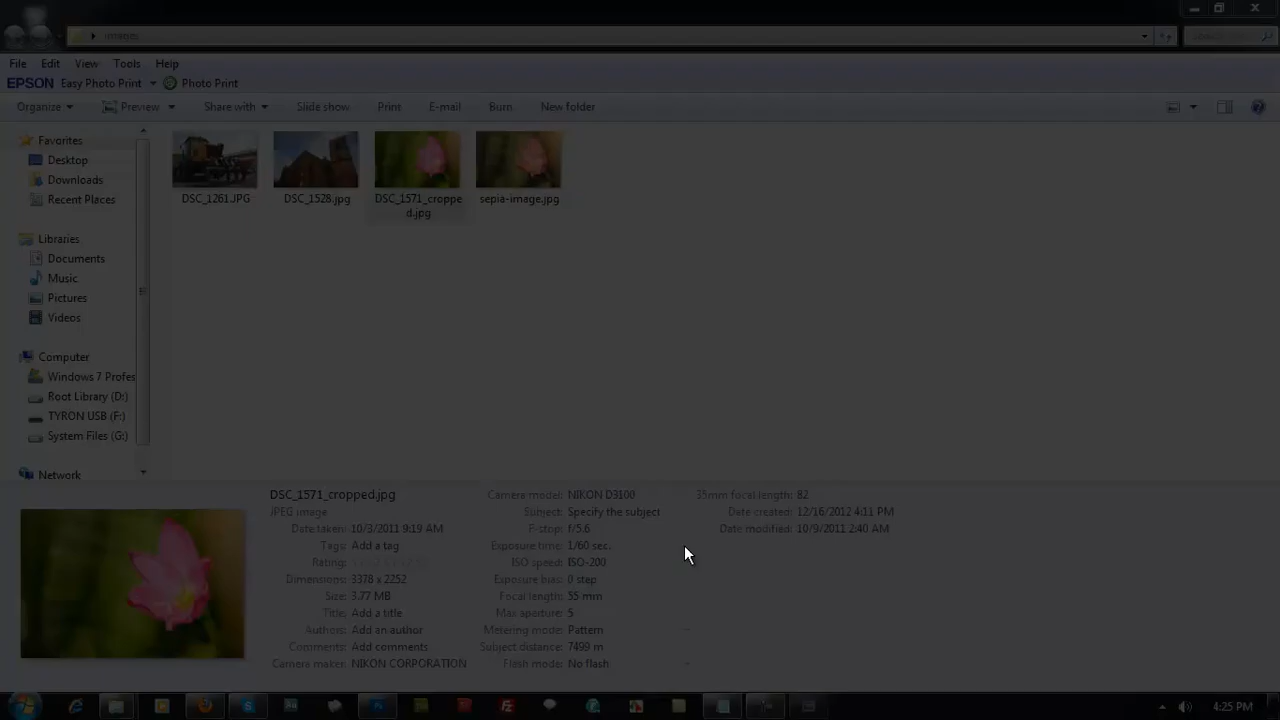 images
File Edit View Tools Help
EPSON Easy Photo Print Photo Print
Organize Preview Share with Slide show Print E-mail Burn New folder
Favorites
Desktop
Downloads
Recent Places
Libraries
Documents
Music
Pictures
Videos
Computer
Windows 7 Profes
Root Library (D:)
TYRON USB (F:)
System Files (G:)
Network
DSC_1261.JPG
DSC_1528.jpg
DSC_1571_croppe
d.jpg
sepia-image.jpg
DSC_1571_cropped.jpg
JPEG image
Date taken: 10/3/2011 9:19 AM
Tags: Add a tag
Rating:
Dimensions: 3378 x 2252
Size: 3.77 MB
Title: Add a title
Authors: Add an author
Comments: Add comments
Camera maker: NIKON CORPORATION
Camera model: NIKON D3100
Subject: Specify the subject
F-stop: f/5.6
Exposure time: 1/60 sec.
ISO speed: ISO-200
Exposure bias: 0 step
Focal length: 55 mm
Max aperture: 5
Metering mode: Pattern
Subject distance: 7499 m
Flash mode: No flash
35mm focal length: 82
Date created: 12/16/2012 4:11 PM
Date modified: 10/9/2011 2:40 AM
4:25 PM